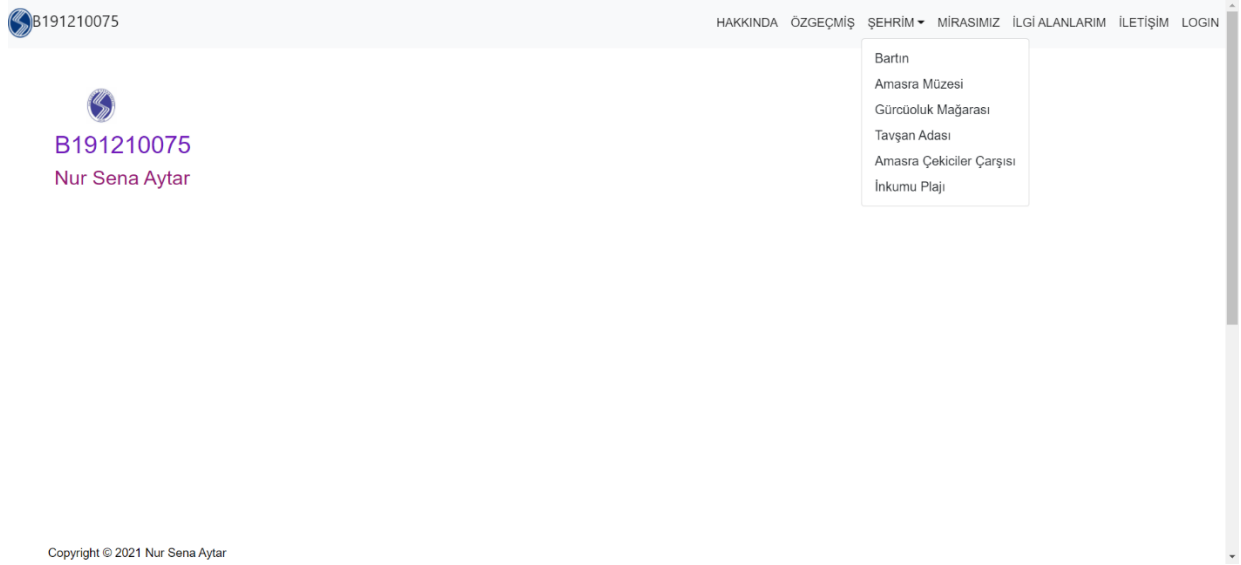 B191210075
HAKKINDA ÖZGEÇMİŞ ŞEHRİM MİRASIMIZ İLGİ ALANLARIM İLETİŞİM LOGIN
Bartın
Amasra Müzesi
Gürcüoluk Mağarası
Tavşan Adası
Amasra Çekiciler Çarşısı
İnkumu Plajı
B191210075
Nur Sena Aytar
Copyright © 2021 Nur Sena Aytar